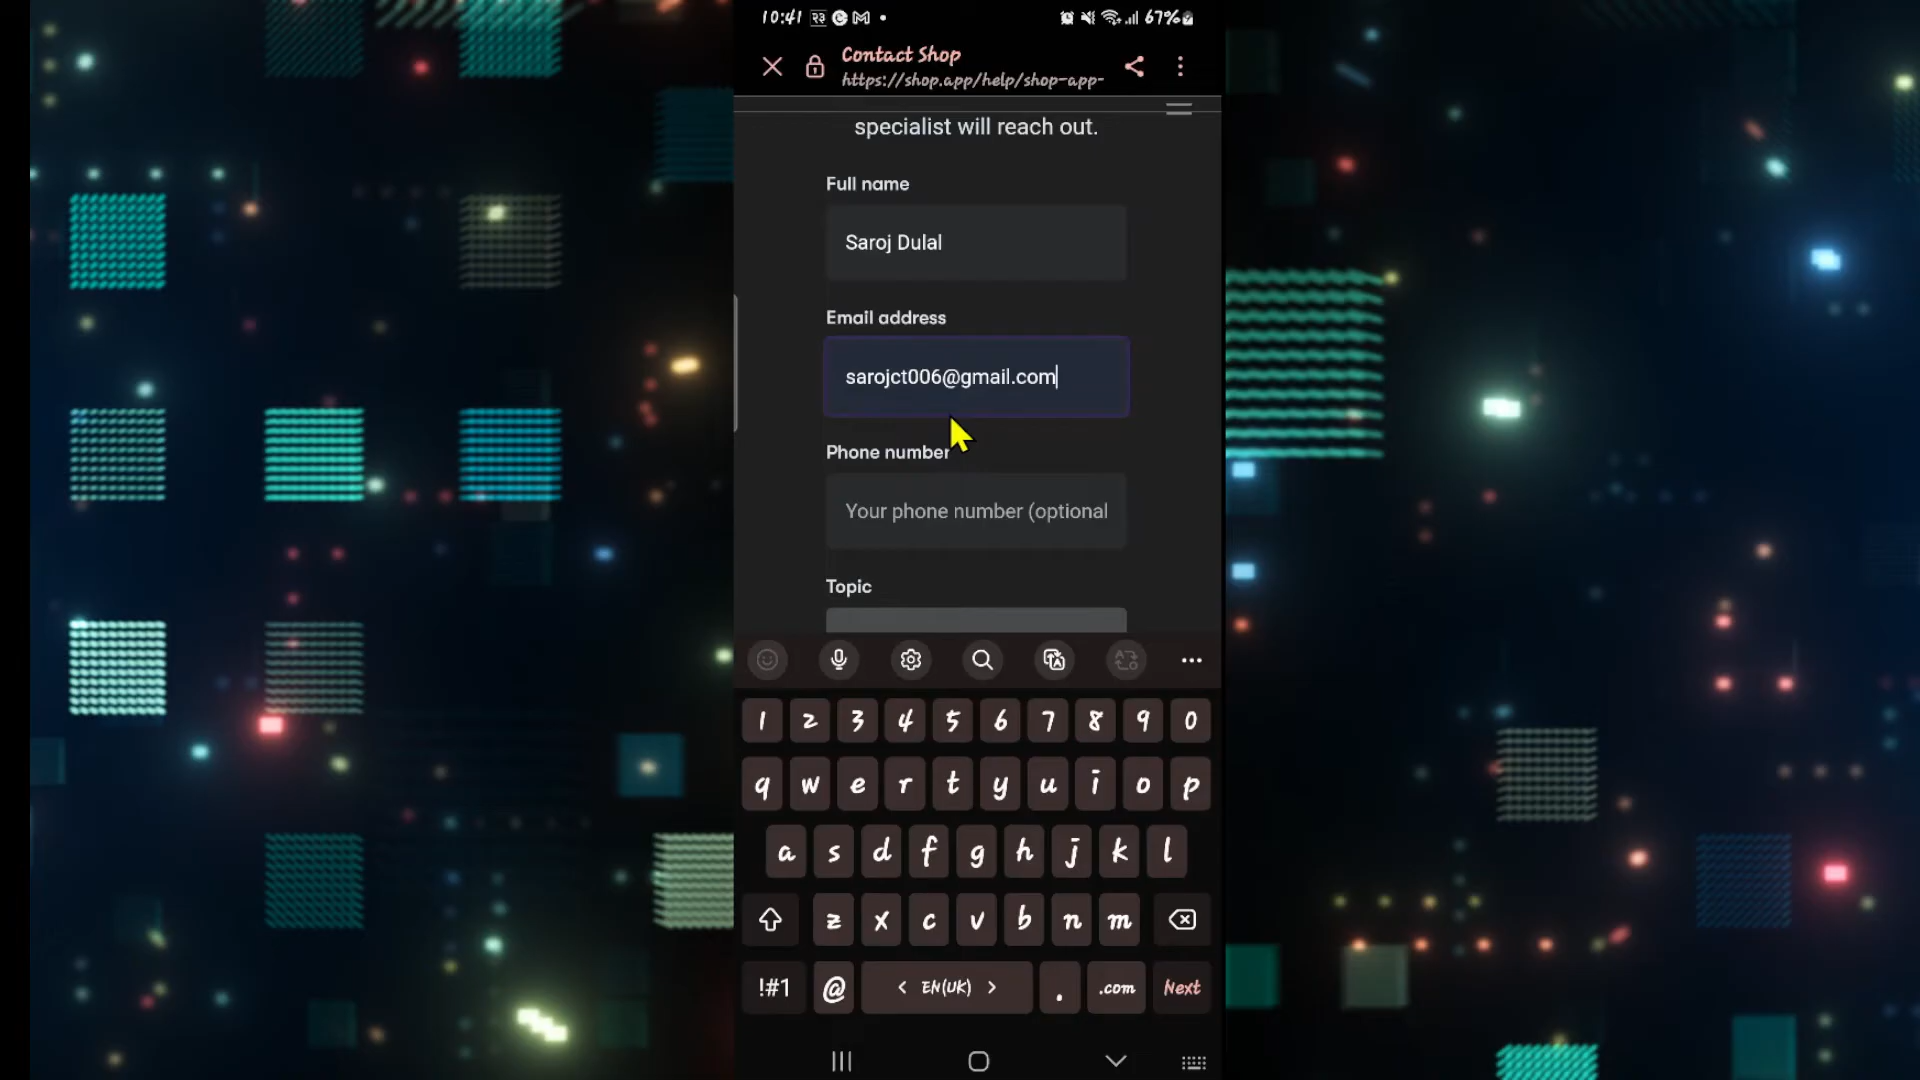 10:41
67%
Contact Shop
https://shop.app/help/shop-app-
specialist will reach out.
Full name
Saroj Dulal
Email address
sarojct006@gmail.com
Phone number
Your phone number (optional
Topic
1 2 3 4 5 6 7 8 9 0
q w e r t y u i o p
a s d f g h j k l
z x c v b n m
!#1 @ < EN(UK) > . .com Next